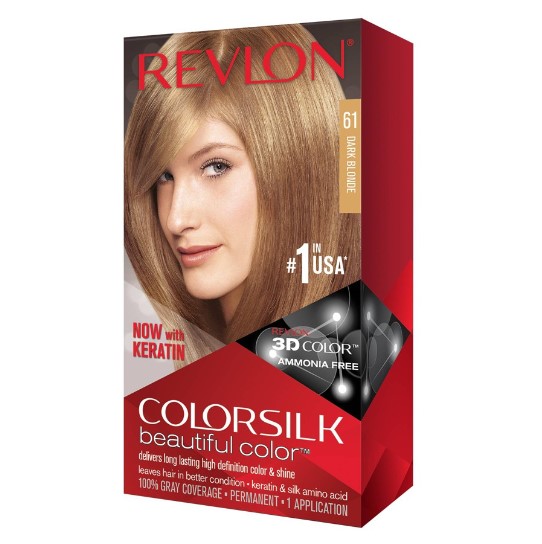 REVLON®
61 DARK BLONDE
#1 IN USA*
NOW with
KERATIN
REVLON
3D COLOR™
AMMONIA FREE
COLORSILK
beautiful color™
delivers long lasting high definition color & shine
leaves hair in better condition • keratin & silk amino acid
100% GRAY COVERAGE • PERMANENT • 1 APPLICATION